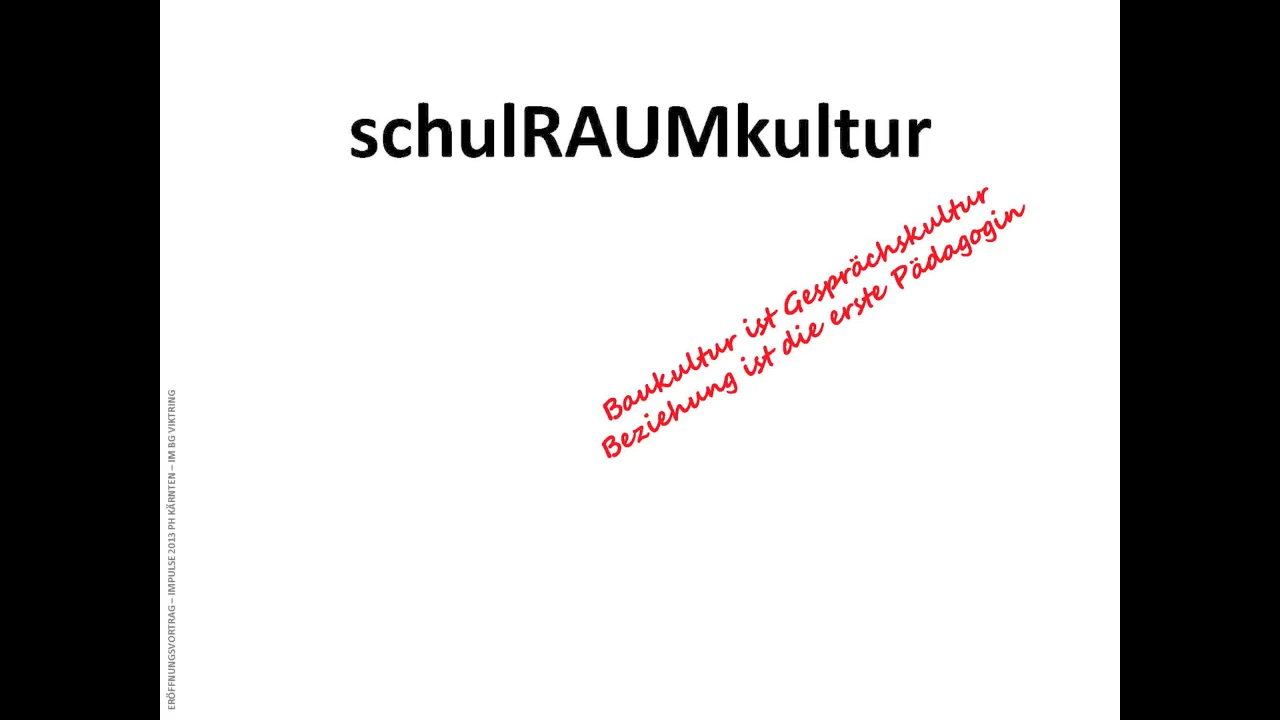 schulRAUMkultur
Baukultur ist Gesprächskultur
Beziehung ist die erste Pädagogin
ERÖFFNUNGSVORTRAG – IMPULSE 2013 PH KÄRNTEN – IM BG VIKTRING